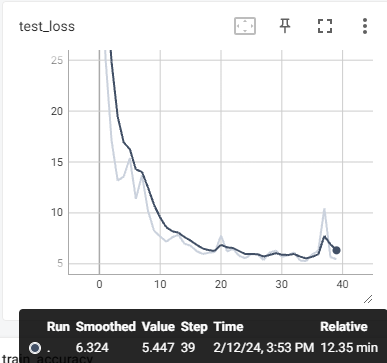 test_loss
25
20
15
10
5
0 10 20 30 40
Run Smoothed Value Step Time Relative
. 6.324 5.447 39 2/12/24, 3:53 PM 12.35 min
train_accuracy